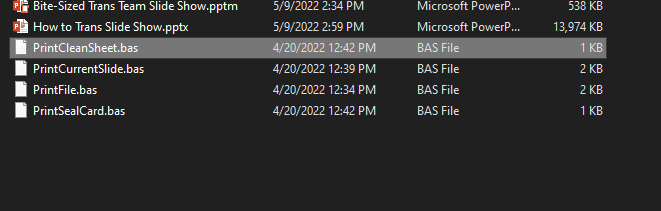 Bite-Sized Trans Team Slide Show.pptm 5/9/2022 2:34 PM Microsoft PowerP... 538 KB
How to Trans Slide Show.pptx 5/9/2022 2:59 PM Microsoft PowerP... 13,974 KB
PrintCleanSheet.bas 4/20/2022 12:42 PM BAS File 1 KB
PrintCurrentSlide.bas 4/20/2022 12:39 PM BAS File 2 KB
PrintFile.bas 4/20/2022 12:34 PM BAS File 2 KB
PrintSealCard.bas 4/20/2022 12:42 PM BAS File 1 KB